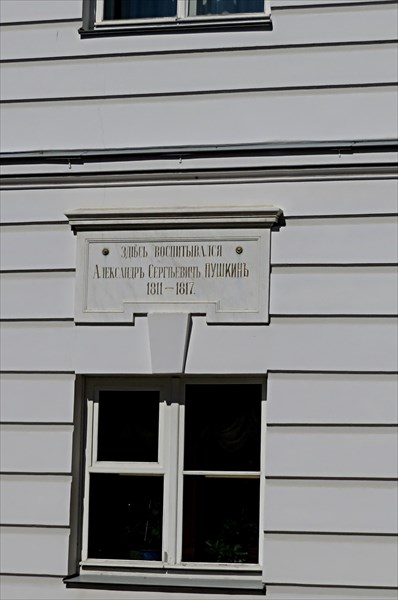 ЗДѢСЬ ВОСПИТЫВАЛСЯ
АЛЕКСАНДРЪ СЕРГѢЕВИЧЪ ПУШКИНЪ
1811—1817.